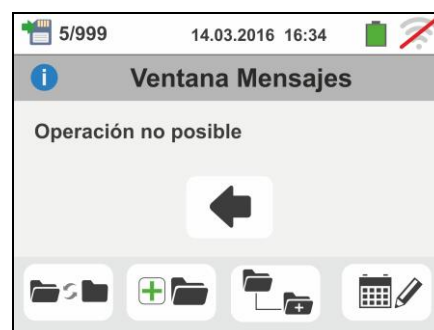 5/999 14.03.2016 16:34
i Ventana Mensajes
Operación no posible